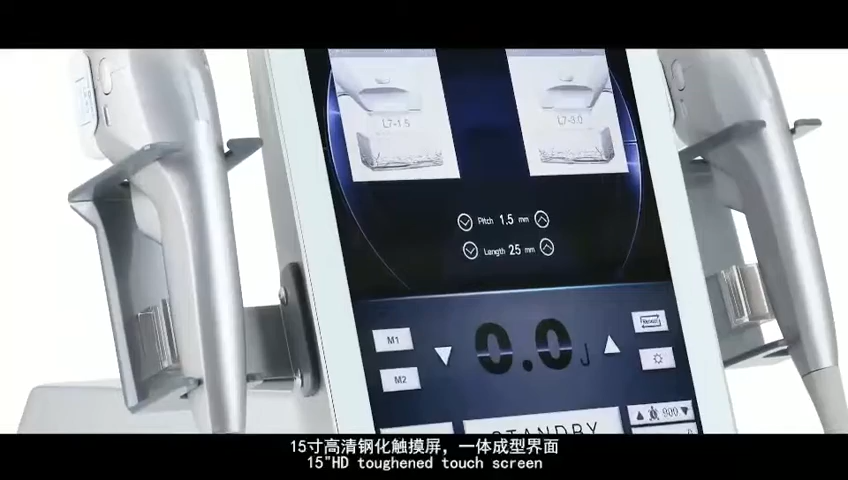 L7-1.5
L7-3.0
Pitch 1.5 mm
Length 25 mm
M1
M2
0.0 J
STANDBY
15寸高清钢化触摸屏，一体成型界面
15"HD toughened touch screen